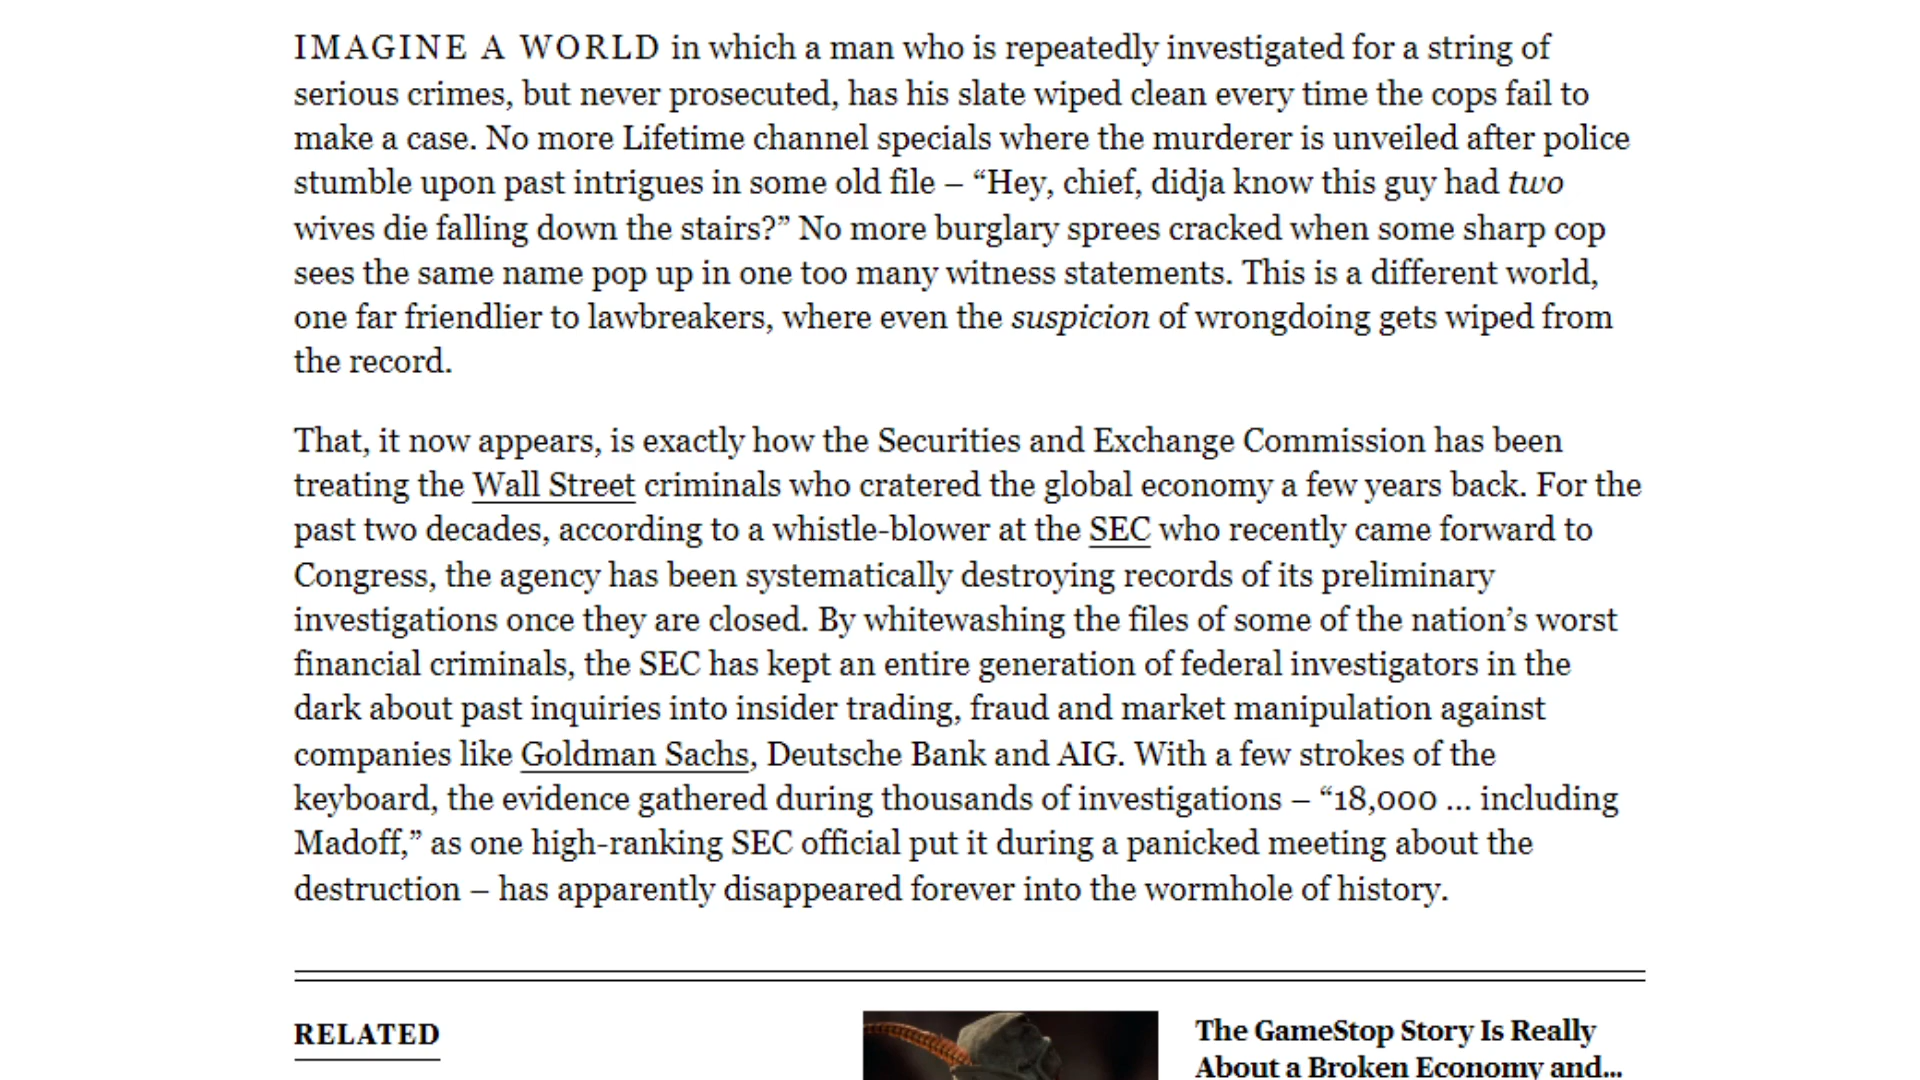 IMAGINE A WORLD in which a man who is repeatedly investigated for a string of
serious crimes, but never prosecuted, has his slate wiped clean every time the cops fail to
make a case. No more Lifetime channel specials where the murderer is unveiled after police
stumble upon past intrigues in some old file – “Hey, chief, didja know this guy had two
wives die falling down the stairs?” No more burglary sprees cracked when some sharp cop
sees the same name pop up in one too many witness statements. This is a different world,
one far friendlier to lawbreakers, where even the suspicion of wrongdoing gets wiped from
the record.
That, it now appears, is exactly how the Securities and Exchange Commission has been
treating the Wall Street criminals who cratered the global economy a few years back. For the
past two decades, according to a whistle-blower at the SEC who recently came forward to
Congress, the agency has been systematically destroying records of its preliminary
investigations once they are closed. By whitewashing the files of some of the nation’s worst
financial criminals, the SEC has kept an entire generation of federal investigators in the
dark about past inquiries into insider trading, fraud and market manipulation against
companies like Goldman Sachs, Deutsche Bank and AIG. With a few strokes of the
keyboard, the evidence gathered during thousands of investigations – “18,000 ... including
Madoff,” as one high-ranking SEC official put it during a panicked meeting about the
destruction – has apparently disappeared forever into the wormhole of history.
RELATED
The GameStop Story Is Really
About a Broken Economy and...